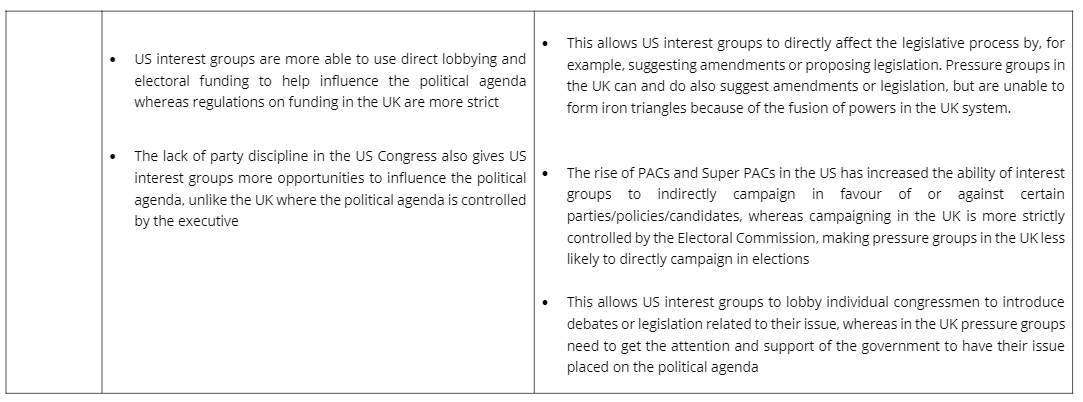 • US interest groups are more able to use direct lobbying and
electoral funding to help influence the political agenda
whereas regulations on funding in the UK are more strict
• The lack of party discipline in the US Congress also gives US
interest groups more opportunities to influence the political
agenda, unlike the UK where the political agenda is controlled
by the executive
• This allows US interest groups to directly affect the legislative process by, for
example, suggesting amendments or proposing legislation. Pressure groups in
the UK can and do also suggest amendments or legislation, but are unable to
form iron triangles because of the fusion of powers in the UK system.
• The rise of PACs and Super PACs in the US has increased the ability of interest
groups to indirectly campaign in favour of or against certain
parties/policies/candidates, whereas campaigning in the UK is more strictly
controlled by the Electoral Commission, making pressure groups in the UK less
likely to directly campaign in elections
• This allows US interest groups to lobby individual congressmen to introduce
debates or legislation related to their issue, whereas in the UK pressure groups
need to get the attention and support of the government to have their issue
placed on the political agenda